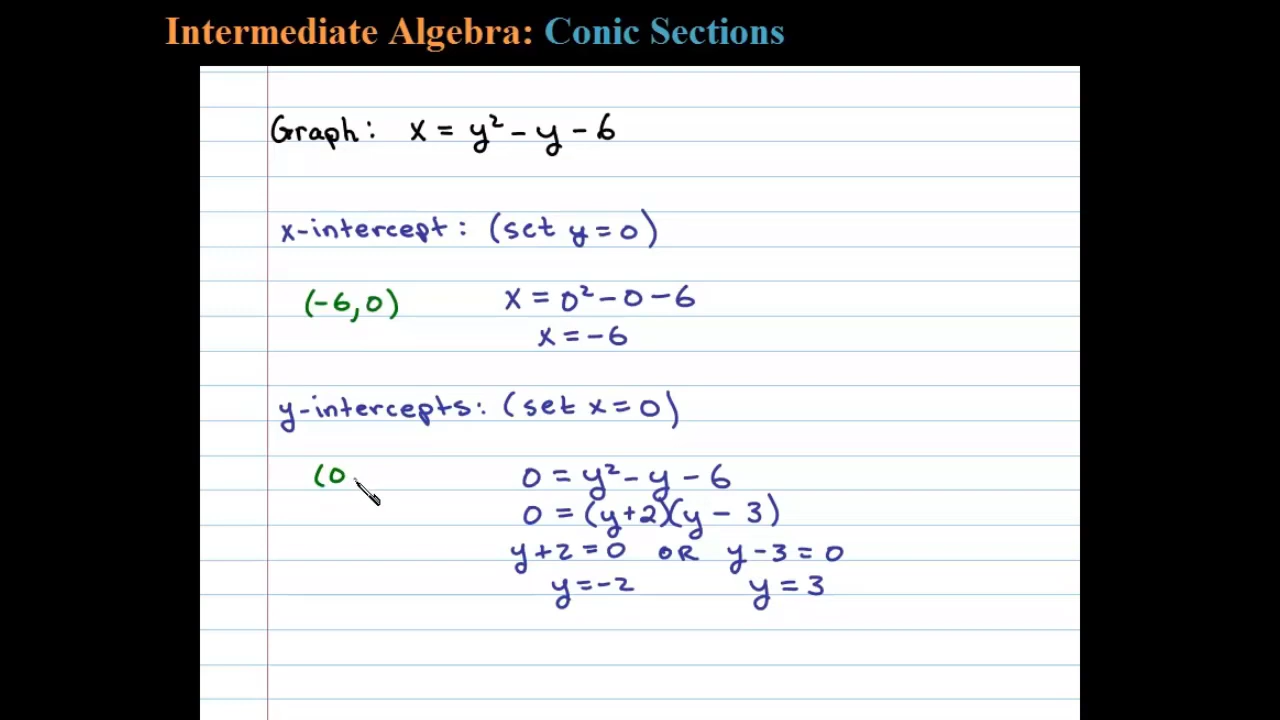 Intermediate Algebra: Conic Sections
Graph: x = y² - y - 6
x-intercept: (set y = 0)
(-6, 0) x = 0² - 0 - 6
x = -6
y-intercepts: (set x = 0)
(0 0 = y² - y - 6
0 = (y+2)(y - 3)
y + 2 = 0 OR y - 3 = 0
y = -2 y = 3